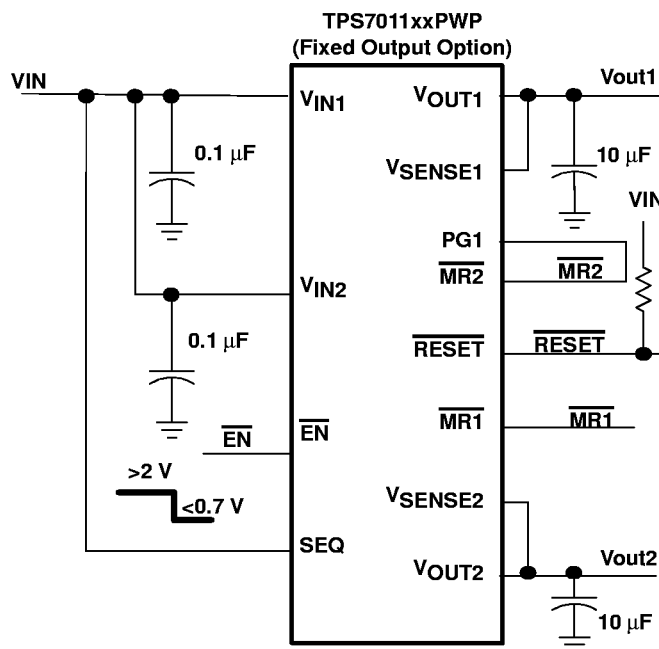 TPS7011xxPWP
(Fixed Output Option)
VIN
VIN1
VOUT1
Vout1
0.1 μF
10 μF
VSENSE1
VIN
PG1
MR2
MR2
VIN2
0.1 μF
RESET
RESET
EN
EN
MR1
MR1
>2 V
<0.7 V
VSENSE2
SEQ
VOUT2
Vout2
10 μF